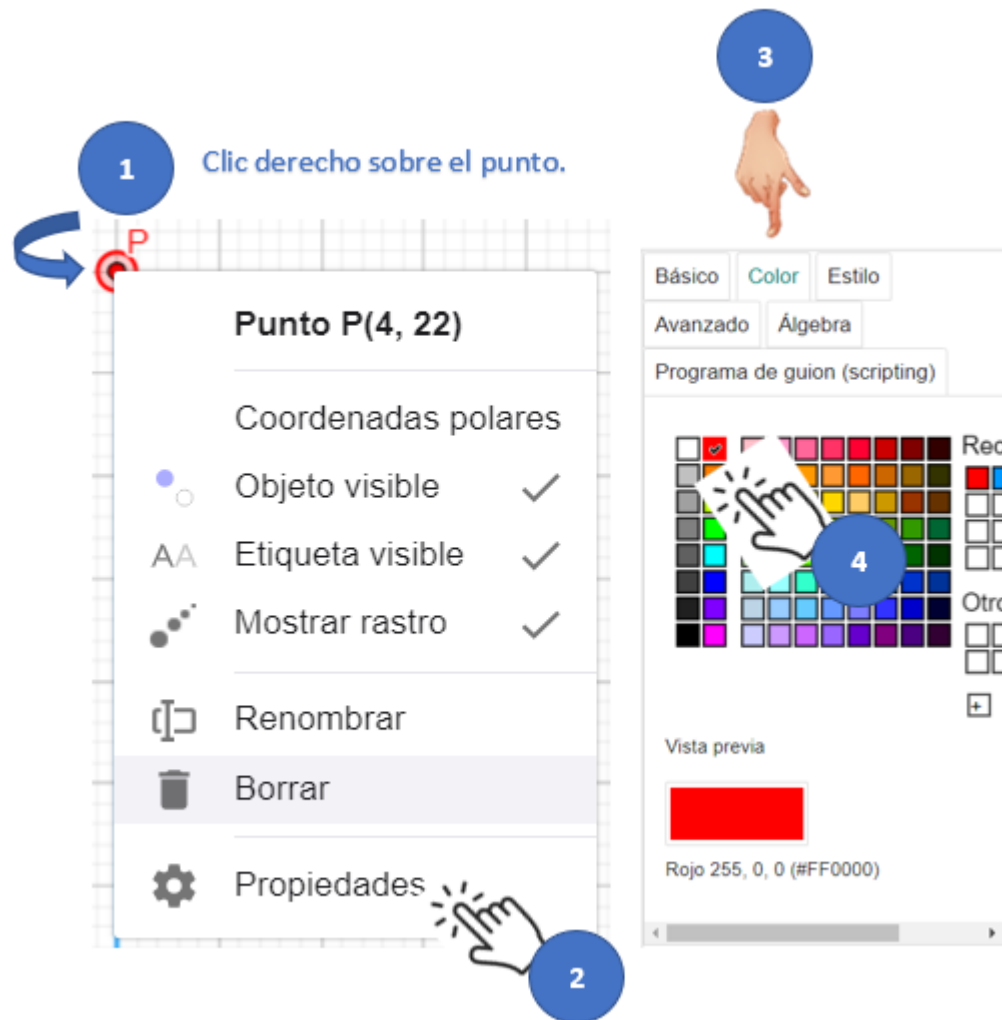 3
1
Clic derecho sobre el punto.
P
Punto P(4, 22)
Coordenadas polares
Objeto visible
AA Etiqueta visible
Mostrar rastro
Renombrar
Borrar
Propiedades
2
Básico Color Estilo
Avanzado Álgebra
Programa de guion (scripting)
4
Vista previa
Rojo 255, 0, 0 (#FF0000)